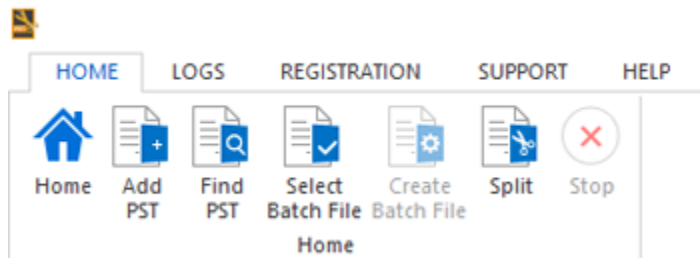 HOME LOGS REGISTRATION SUPPORT HELP
Home Add PST Find PST Select Batch File Create Batch File Split Stop
Home